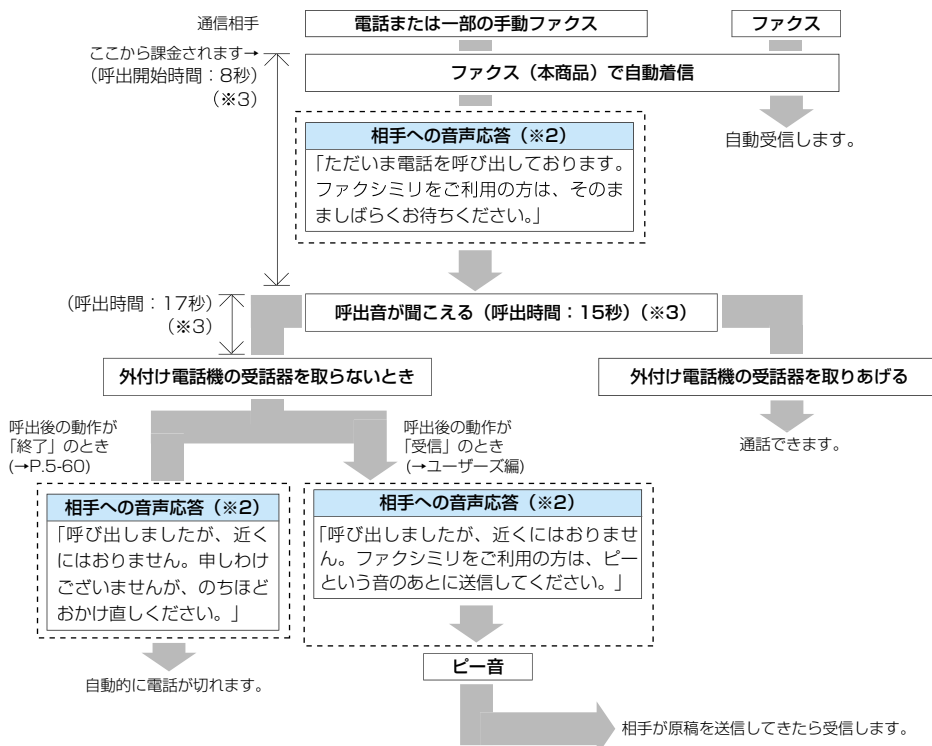 通信相手
電話または一部の手動ファクス
ファクス
ここから課金されます→
(呼出開始時間:8秒)
(※3)
ファクス(本商品)で自動着信
相手への音声応答(※2)
「ただいま電話を呼び出しております。
ファクシミリをご利用の方は、そのま
ましばらくお待ちください。」
自動受信します。
(呼出時間:17秒)
(※3)
呼出音が聞こえる(呼出時間:15秒)(※3)
外付け電話機の受話器を取らないとき
外付け電話機の受話器を取りあげる
通話できます。
呼出後の動作が
「終了」のとき
(→P.5-60)
呼出後の動作が
「受信」のとき
(→ユーザーズ編)
相手への音声応答(※2)
「呼び出しましたが、近く
にはおりません。申しわけ
ございませんが、のちほど
おかけ直しください。」
相手への音声応答(※2)
「呼び出しましたが、近くにはおりませ
ん。ファクシミリをご利用の方は、ピー
という音のあとに送信してください。」
自動的に電話が切れます。
ピー音
相手が原稿を送信してきたら受信します。